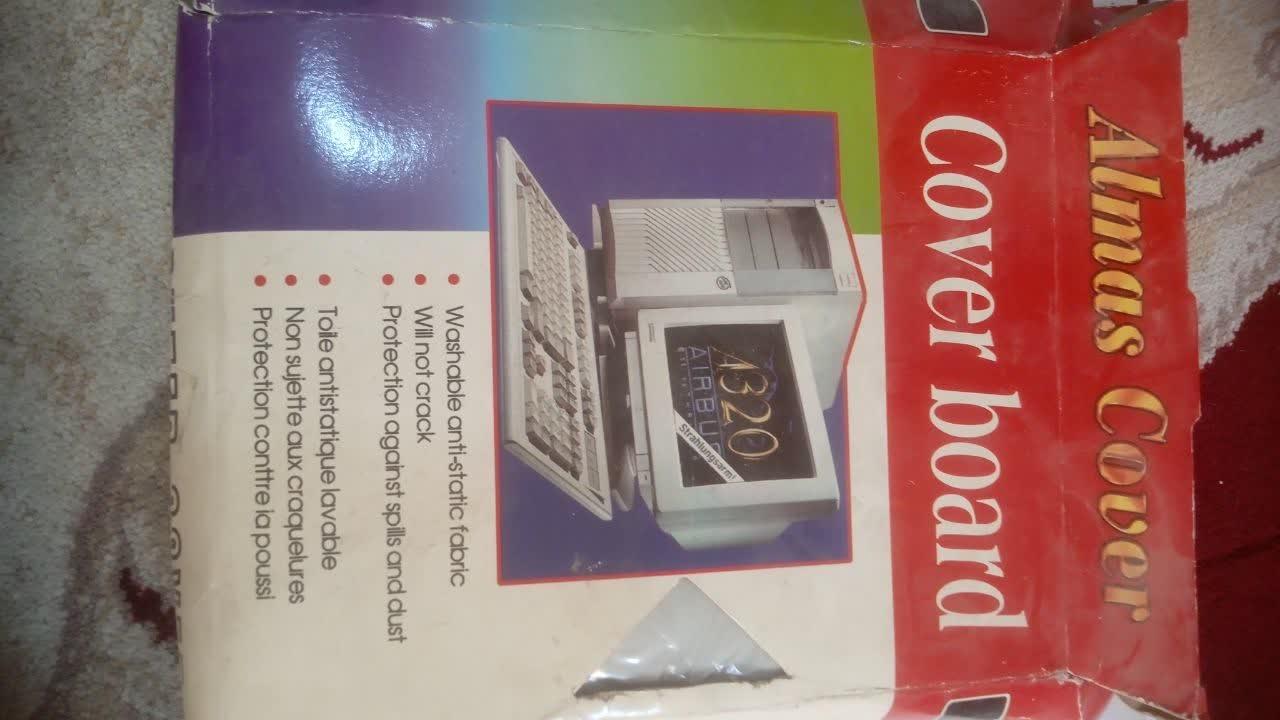 Almas Cover
Cover board
A320
AIRBUS
Strahlungsarm!
Washable anti-static fabric
Will not crack
Protection against spills and dust
Toile antistatique lavable
Non sujette aux craquelures
Protection conttre la poussi